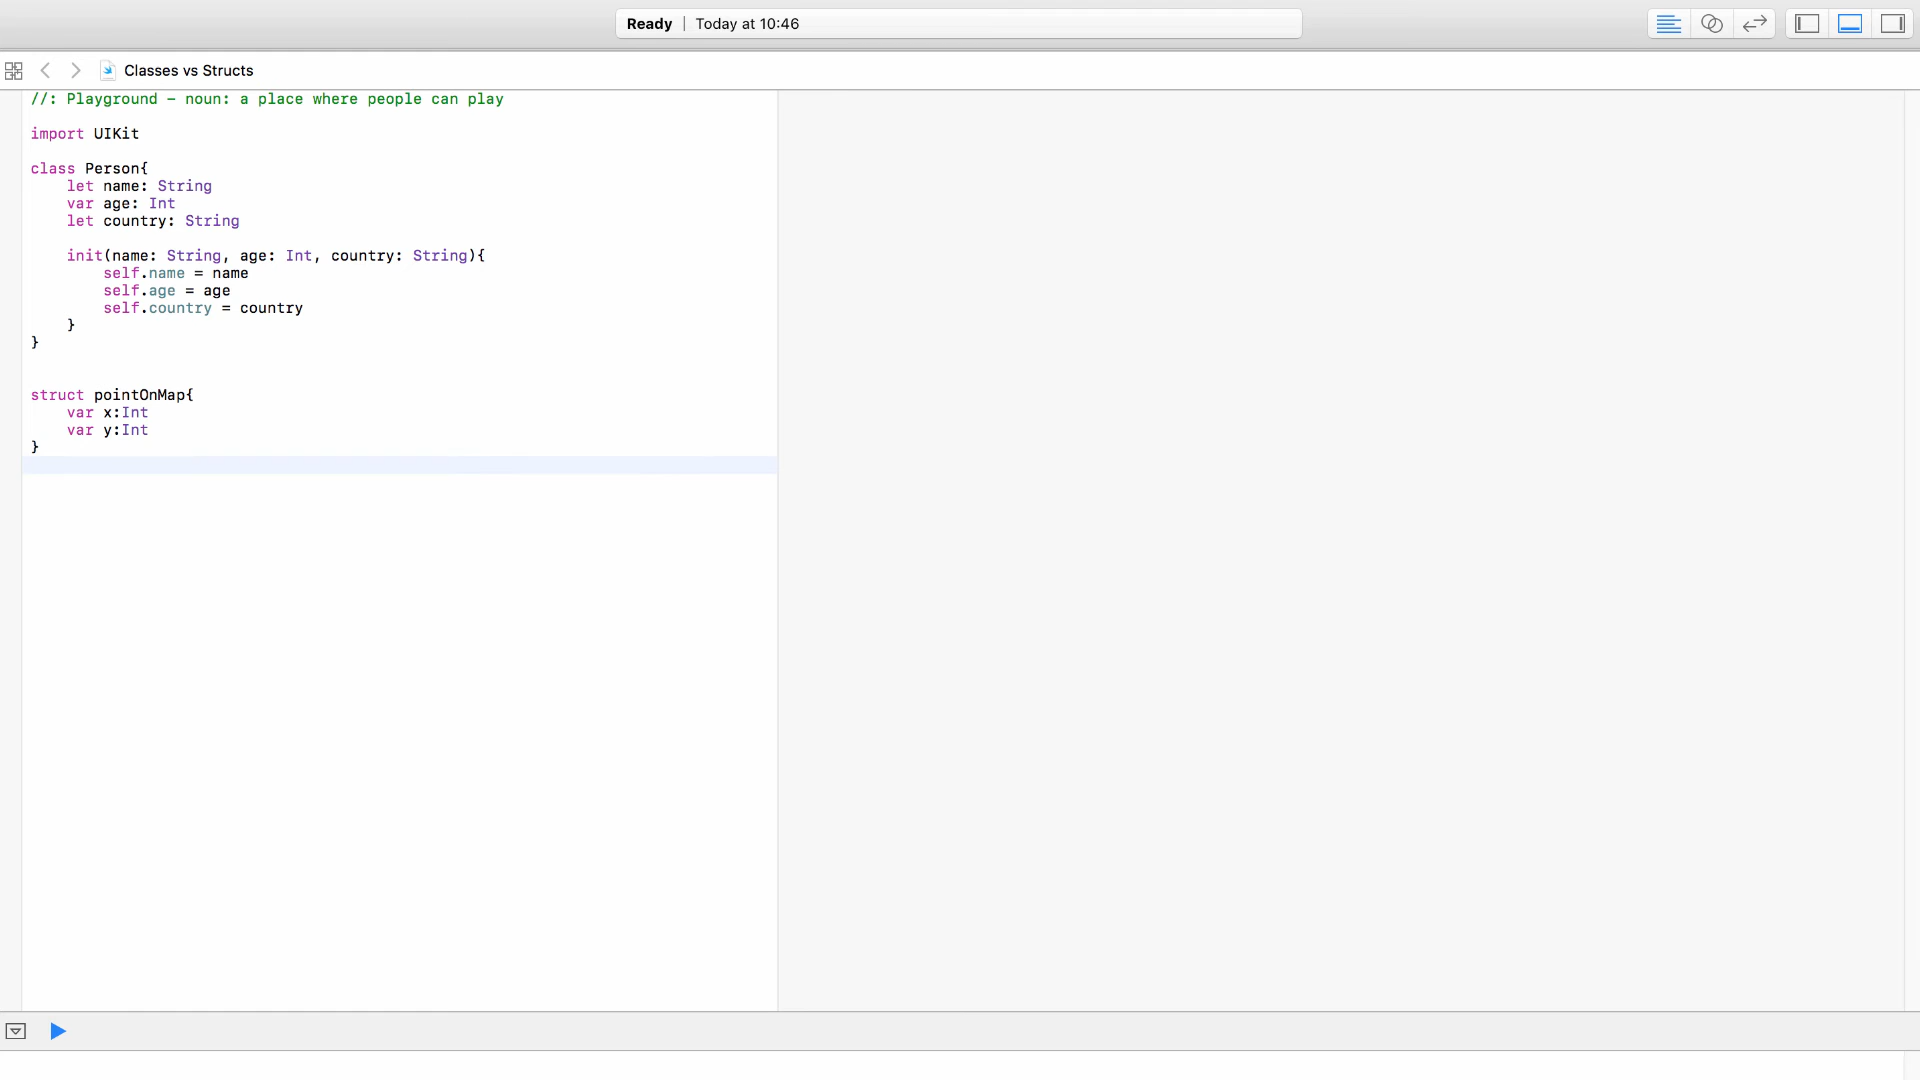 Ready | Today at 10:46
Classes vs Structs
//: Playground - noun: a place where people can play
import UIKit
class Person{
    let name: String
    var age: Int
    let country: String
    init(name: String, age: Int, country: String){
        self.name = name
        self.age = age
        self.country = country
    }
}
struct pointOnMap{
    var x:Int
    var y:Int
}